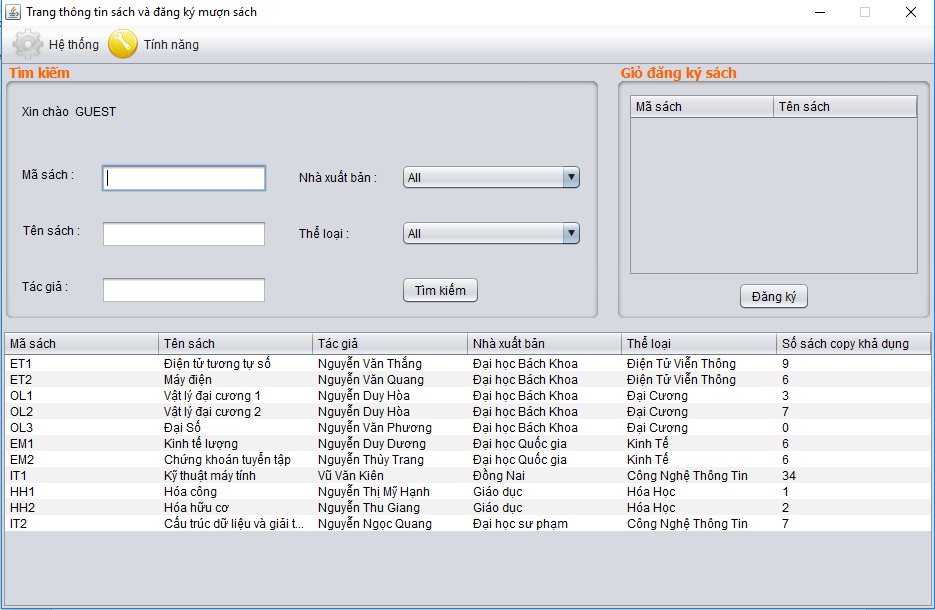 Trang thông tin sách và đăng ký mượn sách
Hệ thống Tính năng
Tìm kiếm
Xin chào GUEST
Mã sách :
Nhà xuất bản : All
Tên sách :
Thể loại : All
Tác giả :
Tìm kiếm
Giỏ đăng ký sách
Mã sách Tên sách
Đăng ký
Mã sách Tên sách Tác giả Nhà xuất bản Thể loại Số sách copy khả dụng
ET1 Điện tử tương tự số Nguyễn Văn Thắng Đại học Bách Khoa Điện Tử Viễn Thông 9
ET2 Máy điện Nguyễn Văn Quang Đại học Bách Khoa Điện Tử Viễn Thông 6
OL1 Vật lý đại cương 1 Nguyễn Duy Hòa Đại học Bách Khoa Đại Cương 3
OL2 Vật lý đại cương 2 Nguyễn Duy Hòa Đại học Bách Khoa Đại Cương 7
OL3 Đại Số Nguyễn Văn Phương Đại học Bách Khoa Đại Cương 0
EM1 Kinh tế lượng Nguyễn Duy Dương Đại học Quốc gia Kinh Tế 6
EM2 Chứng khoán tuyển tập Nguyễn Thủy Trang Đại học Quốc gia Kinh Tế 6
IT1 Kỹ thuật máy tính Vũ Văn Kiên Đồng Nai Công Nghệ Thông Tin 34
HH1 Hóa công Nguyễn Thị Mỹ Hạnh Giáo dục Hóa Học 1
HH2 Hóa hữu cơ Nguyễn Thu Giang Giáo dục Hóa Học 2
IT2 Cấu trúc dữ liệu và giải t... Nguyễn Ngọc Quang Đại học sư phạm Công Nghệ Thông Tin 7